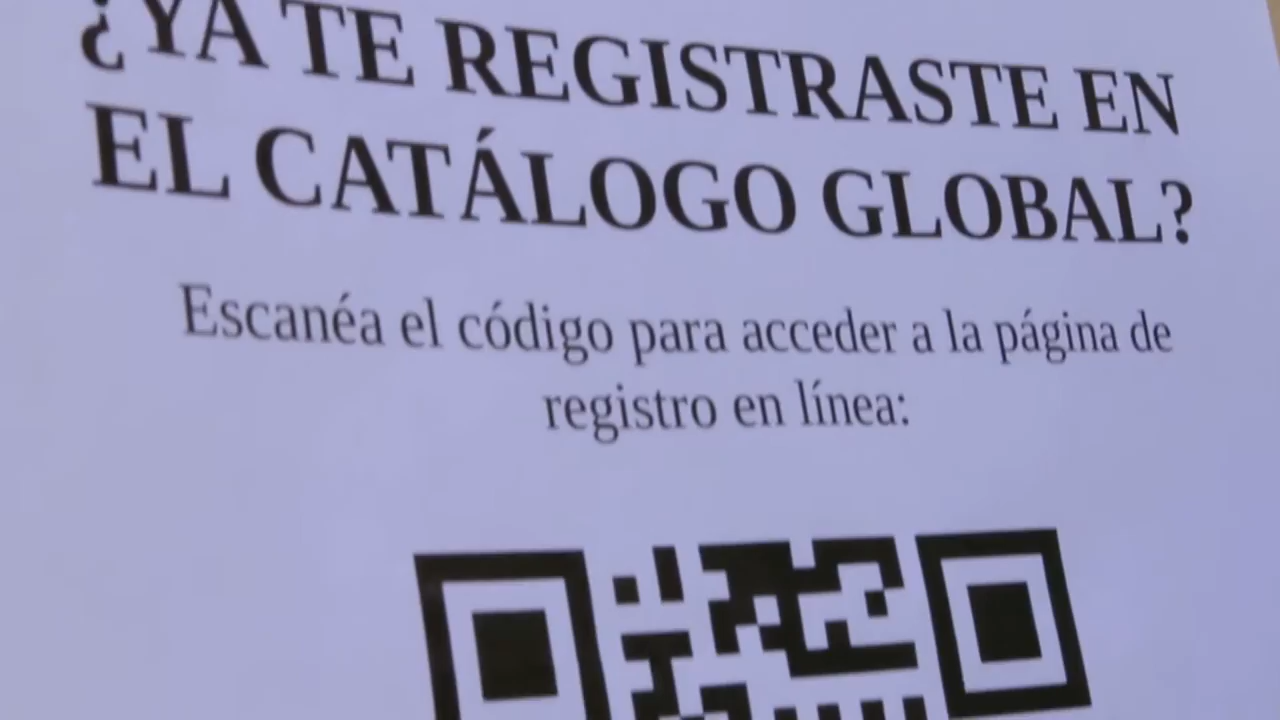 ¿YA TE REGISTRASTE EN
EL CATÁLOGO GLOBAL?
Escanéa el código para acceder a la página de
registro en línea: